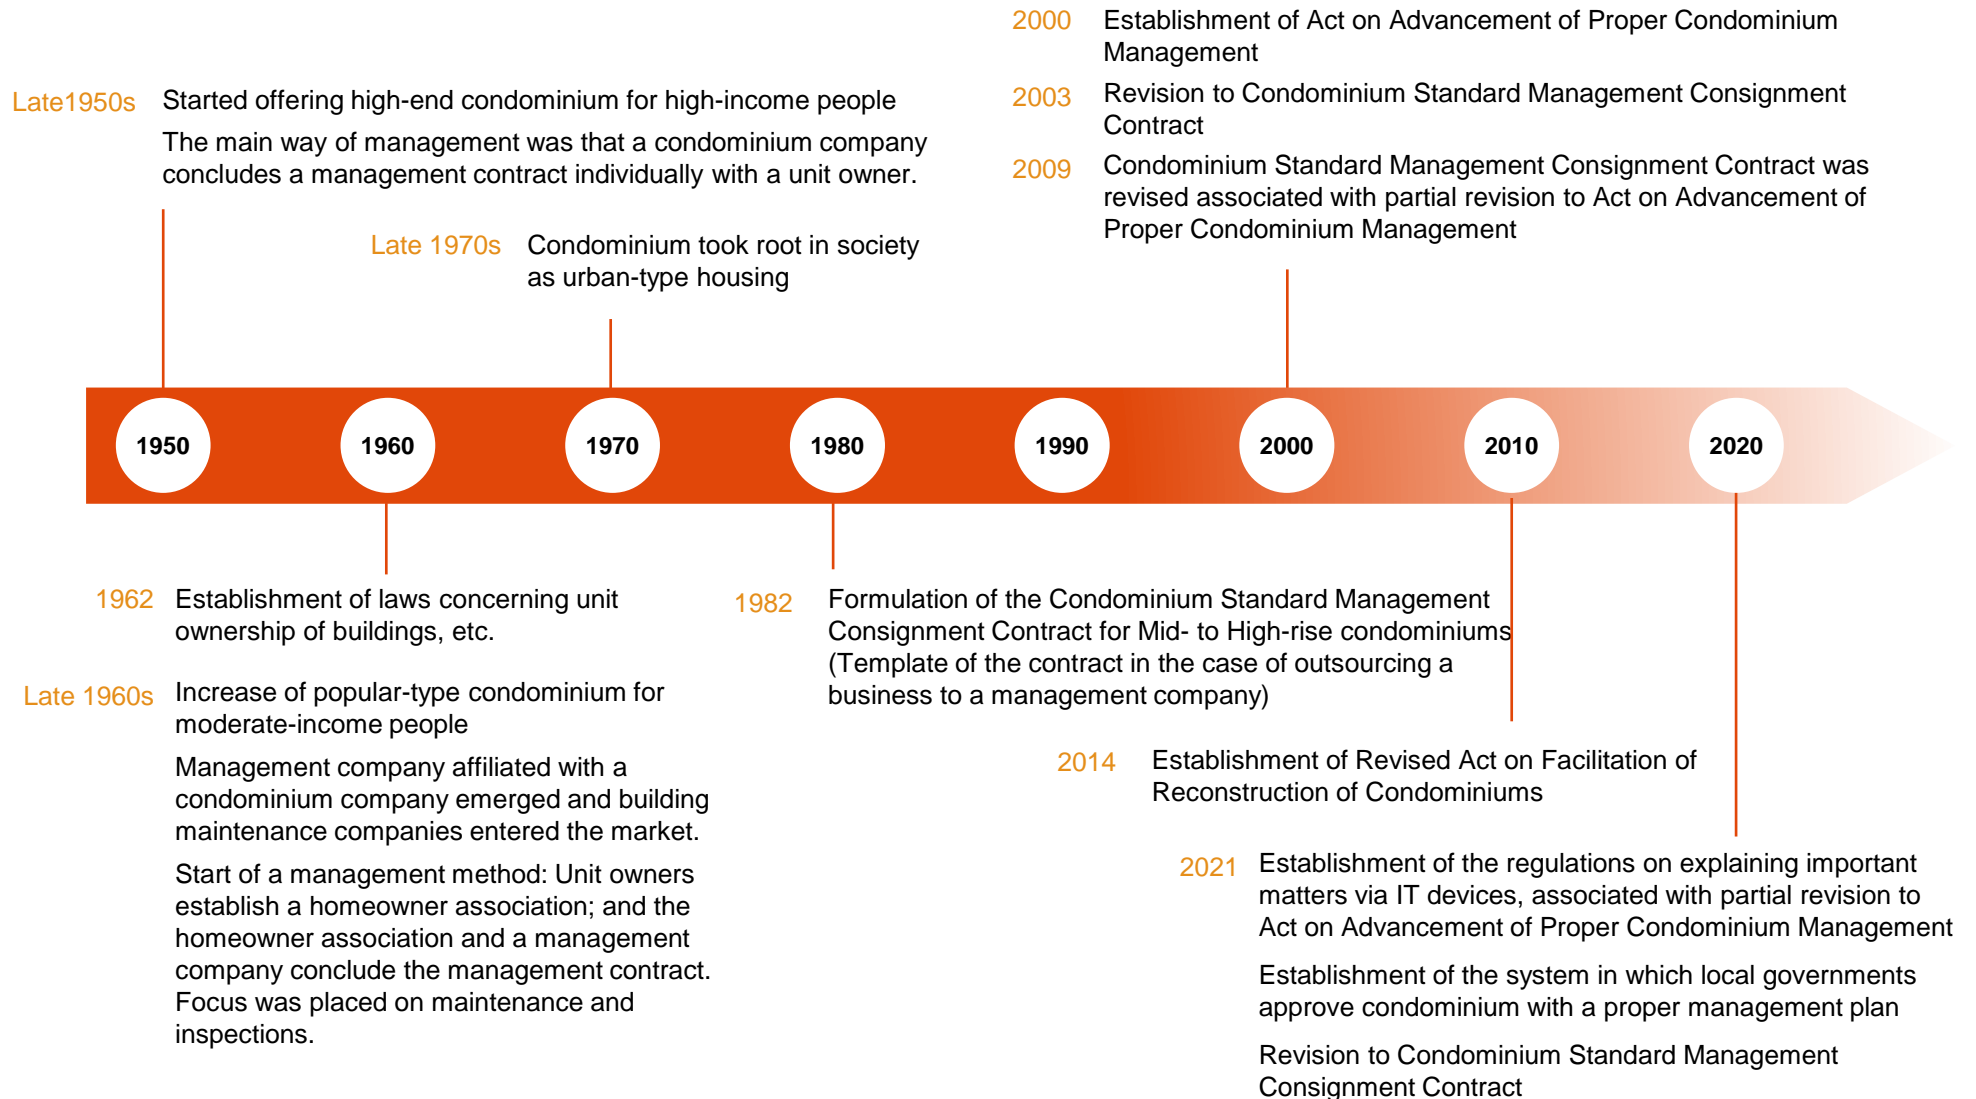 Late1950s
Started offering high-end condominium for high-income people
The main way of management was that a condominium company
concludes a management contract individually with a unit owner.
Late 1970s
Condominium took root in society
as urban-type housing
2000
Establishment of Act on Advancement of Proper Condominium
Management
2003
Revision to Condominium Standard Management Consignment
Contract
2009
Condominium Standard Management Consignment Contract was
revised associated with partial revision to Act on Advancement of
Proper Condominium Management
1950
1960
1970
1980
1990
2000
2010
2020
1962
Establishment of laws concerning unit
ownership of buildings, etc.
Late 1960s
Increase of popular-type condominium for
moderate-income people
Management company affiliated with a
condominium company emerged and building
maintenance companies entered the market.
Start of a management method: Unit owners
establish a homeowner association; and the
homeowner association and a management
company conclude the management contract.
Focus was placed on maintenance and
inspections.
1982
Formulation of the Condominium Standard Management
Consignment Contract for Mid- to High-rise condominiums
(Template of the contract in the case of outsourcing a
business to a management company)
2014
Establishment of Revised Act on Facilitation of
Reconstruction of Condominiums
2021
Establishment of the regulations on explaining important
matters via IT devices, associated with partial revision to
Act on Advancement of Proper Condominium Management
Establishment of the system in which local governments
approve condominium with a proper management plan
Revision to Condominium Standard Management
Consignment Contract